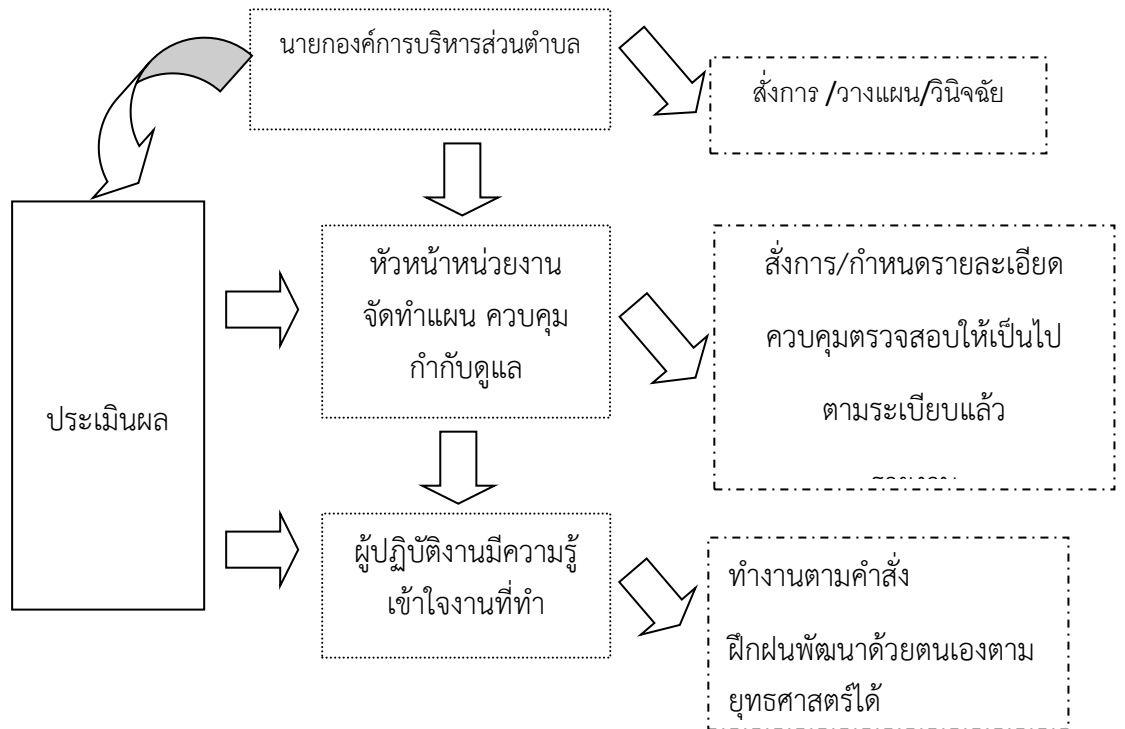 นายกองค์การบริหารส่วนตำบล
สั่งการ /วางแผน/วินิจฉัย
หัวหน้าหน่วยงาน
จัดทำแผน ควบคุม
กำกับดูแล
สั่งการ/กำหนดรายละเอียด
ควบคุมตรวจสอบให้เป็นไป
ตามระเบียบแล้ว
ประเมินผล
ผู้ปฏิบัติงานมีความรู้
เข้าใจงานที่ทำ
ทำงานตามคำสั่ง
ฝึกฝนพัฒนาด้วยตนเองตาม
ยุทธศาสตร์ได้